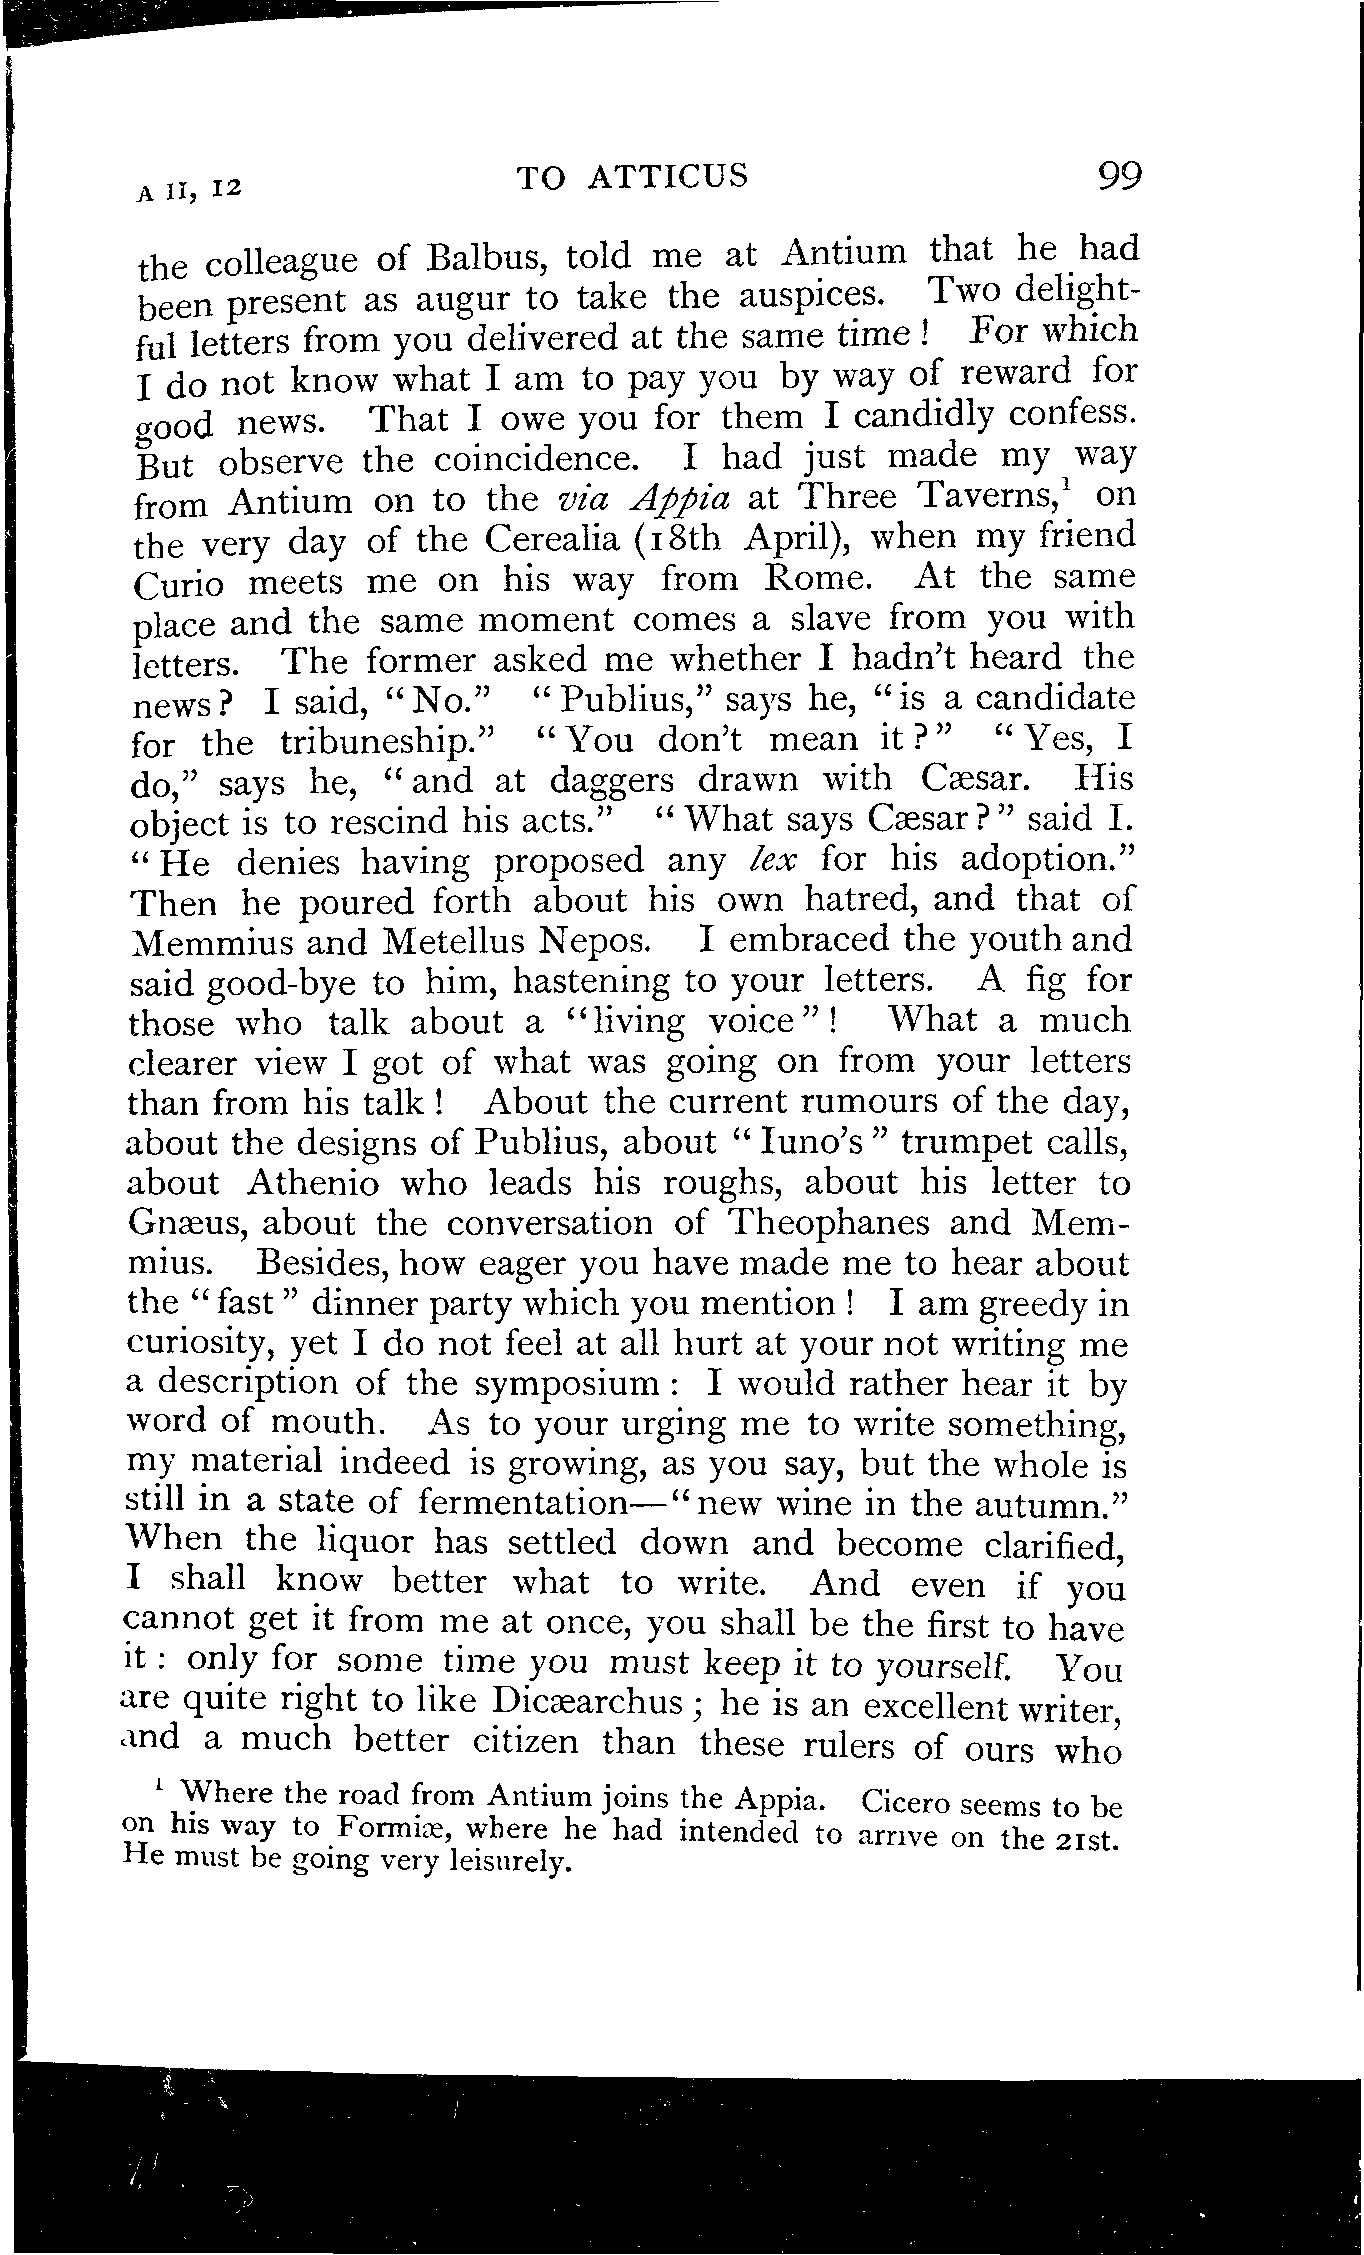 A II, 12 TO ATTICUS 99
the colleague of Balbus, told me at Antium that he had
been present as augur to take the auspices. Two delight-
ful letters from you delivered at the same time! For which
I do not know what I am to pay you by way of reward for
good news. That I owe you for them I candidly confess.
But observe the coincidence. I had just made my way
from Antium on to the via Appia at Three Taverns,¹ on
the very day of the Cerealia (18th April), when my friend
Curio meets me on his way from Rome. At the same
place and the same moment comes a slave from you with
letters. The former asked me whether I hadn't heard the
news? I said, "No." "Publius," says he, "is a candidate
for the tribuneship." "You don't mean it?" "Yes, I
do," says he, "and at daggers drawn with Cæsar. His
object is to rescind his acts." "What says Cæsar?" said I.
"He denies having proposed any lex for his adoption."
Then he poured forth about his own hatred, and that of
Memmius and Metellus Nepos. I embraced the youth and
said good-bye to him, hastening to your letters. A fig for
those who talk about a "living voice"! What a much
clearer view I got of what was going on from your letters
than from his talk! About the current rumours of the day,
about the designs of Publius, about "Iuno's" trumpet calls,
about Athenio who leads his roughs, about his letter to
Gnæus, about the conversation of Theophanes and Mem-
mius. Besides, how eager you have made me to hear about
the "fast" dinner party which you mention! I am greedy in
curiosity, yet I do not feel at all hurt at your not writing me
a description of the symposium: I would rather hear it by
word of mouth. As to your urging me to write something,
my material indeed is growing, as you say, but the whole is
still in a state of fermentation—"new wine in the autumn."
When the liquor has settled down and become clarified,
I shall know better what to write. And even if you
cannot get it from me at once, you shall be the first to have
it: only for some time you must keep it to yourself. You
are quite right to like Dicæarchus; he is an excellent writer,
and a much better citizen than these rulers of ours who
¹ Where the road from Antium joins the Appia. Cicero seems to be
on his way to Formiæ, where he had intended to arrive on the 21st.
He must be going very leisurely.